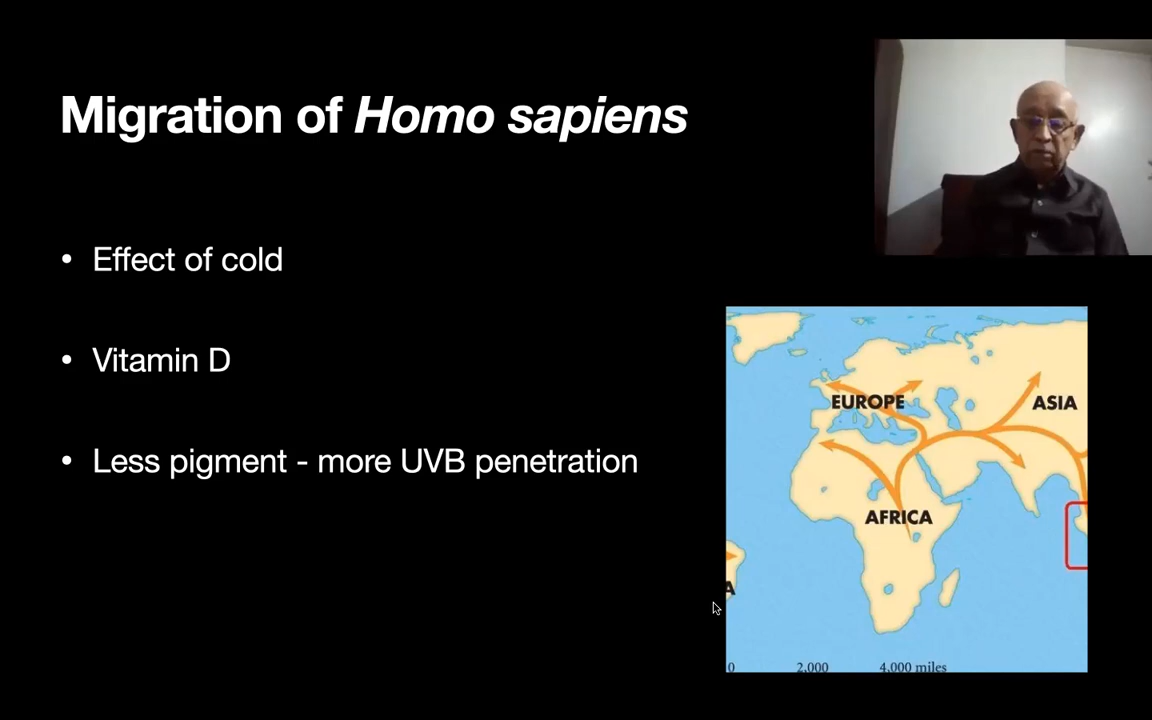 Migration of Homo sapiens
• Effect of cold
• Vitamin D
• Less pigment - more UVB penetration
EUROPE
ASIA
AFRICA
A
0 2,000 4,000 miles